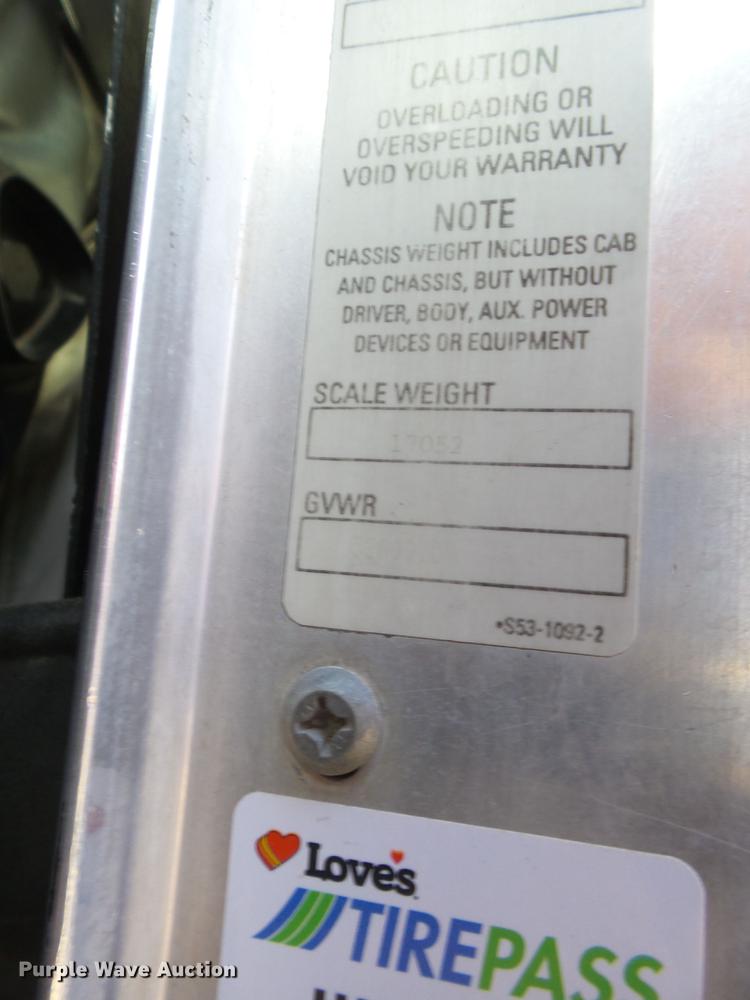 CAUTION
OVERLOADING OR
OVERSPEEDING WILL
VOID YOUR WARRANTY
NOTE
CHASSIS WEIGHT INCLUDES CAB
AND CHASSIS, BUT WITHOUT
DRIVER, BODY, AUX. POWER
DEVICES OR EQUIPMENT
SCALE WEIGHT
17052
GVWR
*S53-1092-2
Love's
TIREPASS
Purple Wave Auction